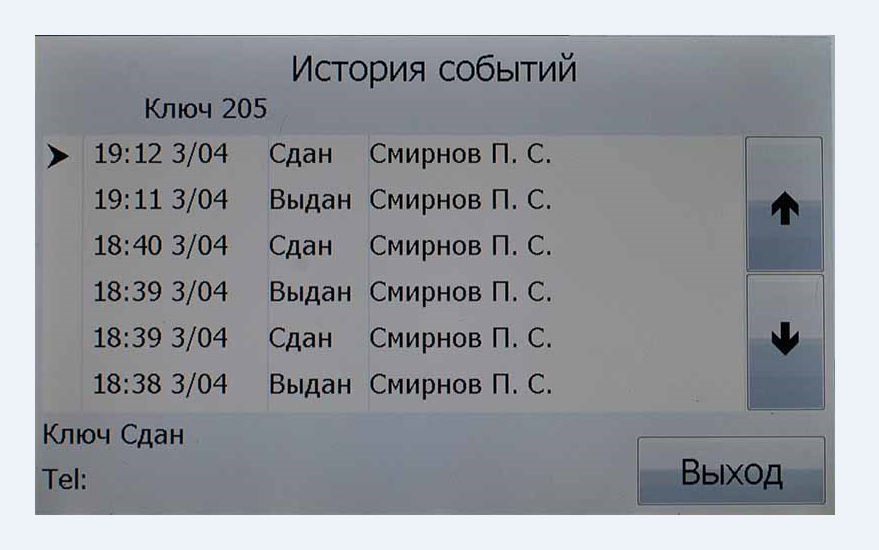 История событий
Ключ 205
19:12 3/04 Сдан Смирнов П. С.
19:11 3/04 Выдан Смирнов П. С.
18:40 3/04 Сдан Смирнов П. С.
18:39 3/04 Выдан Смирнов П. С.
18:39 3/04 Сдан Смирнов П. С.
18:38 3/04 Выдан Смирнов П. С.
Ключ Сдан
Tel:
Выход